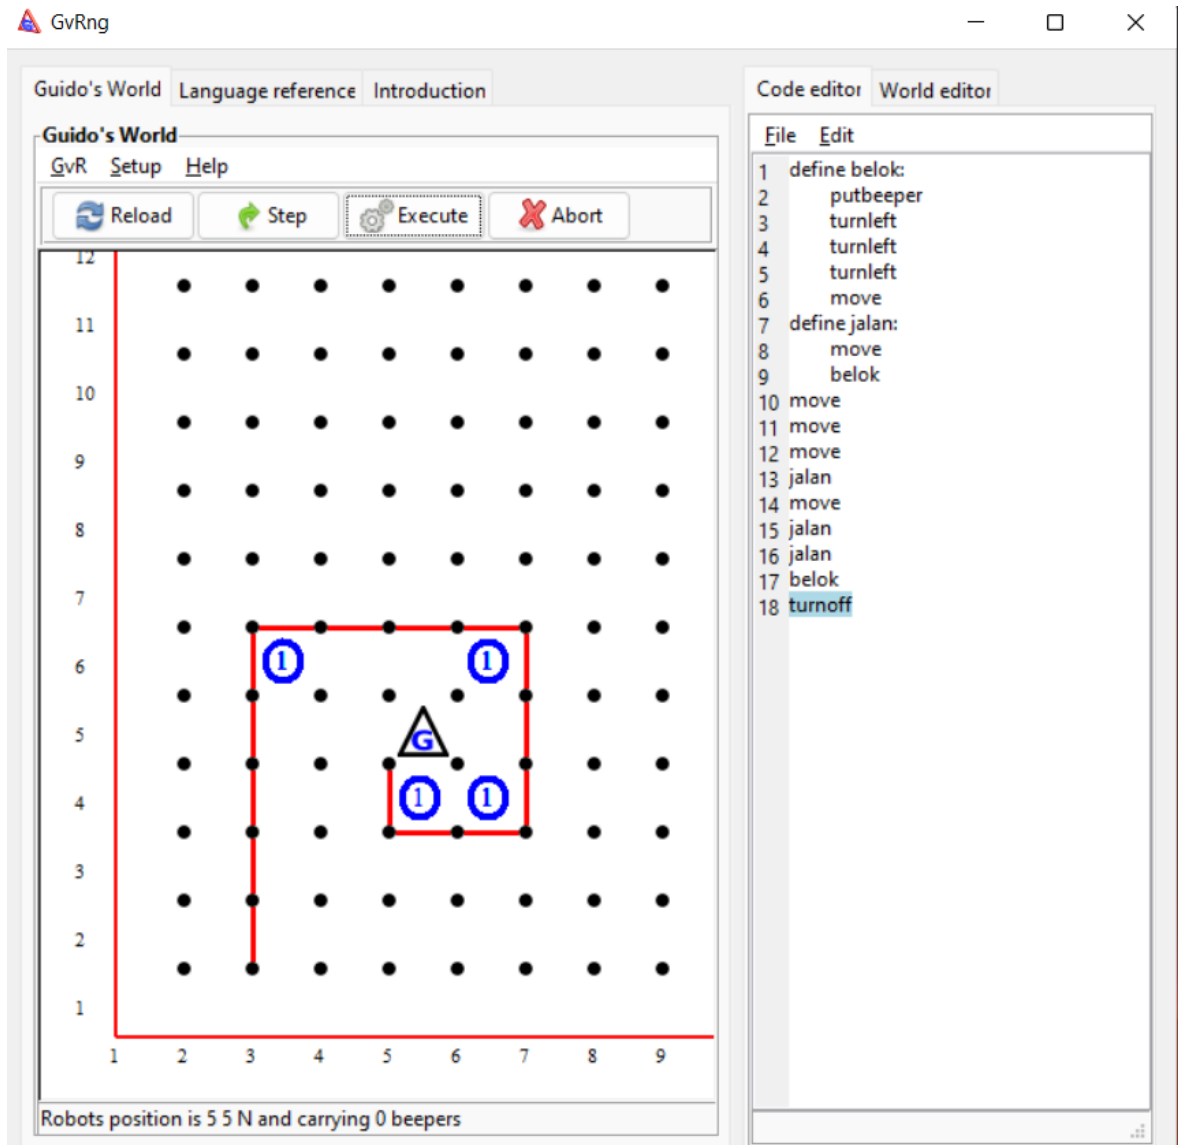 GvRng
Guido's World Language reference Introduction
Guido's World
GvR Setup Help
Reload Step Execute Abort
12
11
10
9
8
7
6
5
4
3
2
1
1 1
G
1 1
1 2 3 4 5 6 7 8 9
Robots position is 5 5 N and carrying 0 beepers
Code editor World editor
File Edit
1 define belok:
2 putbeeper
3 turnleft
4 turnleft
5 turnleft
6 move
7 define jalan:
8 move
9 belok
10 move
11 move
12 move
13 jalan
14 move
15 jalan
16 jalan
17 belok
18 turnoff